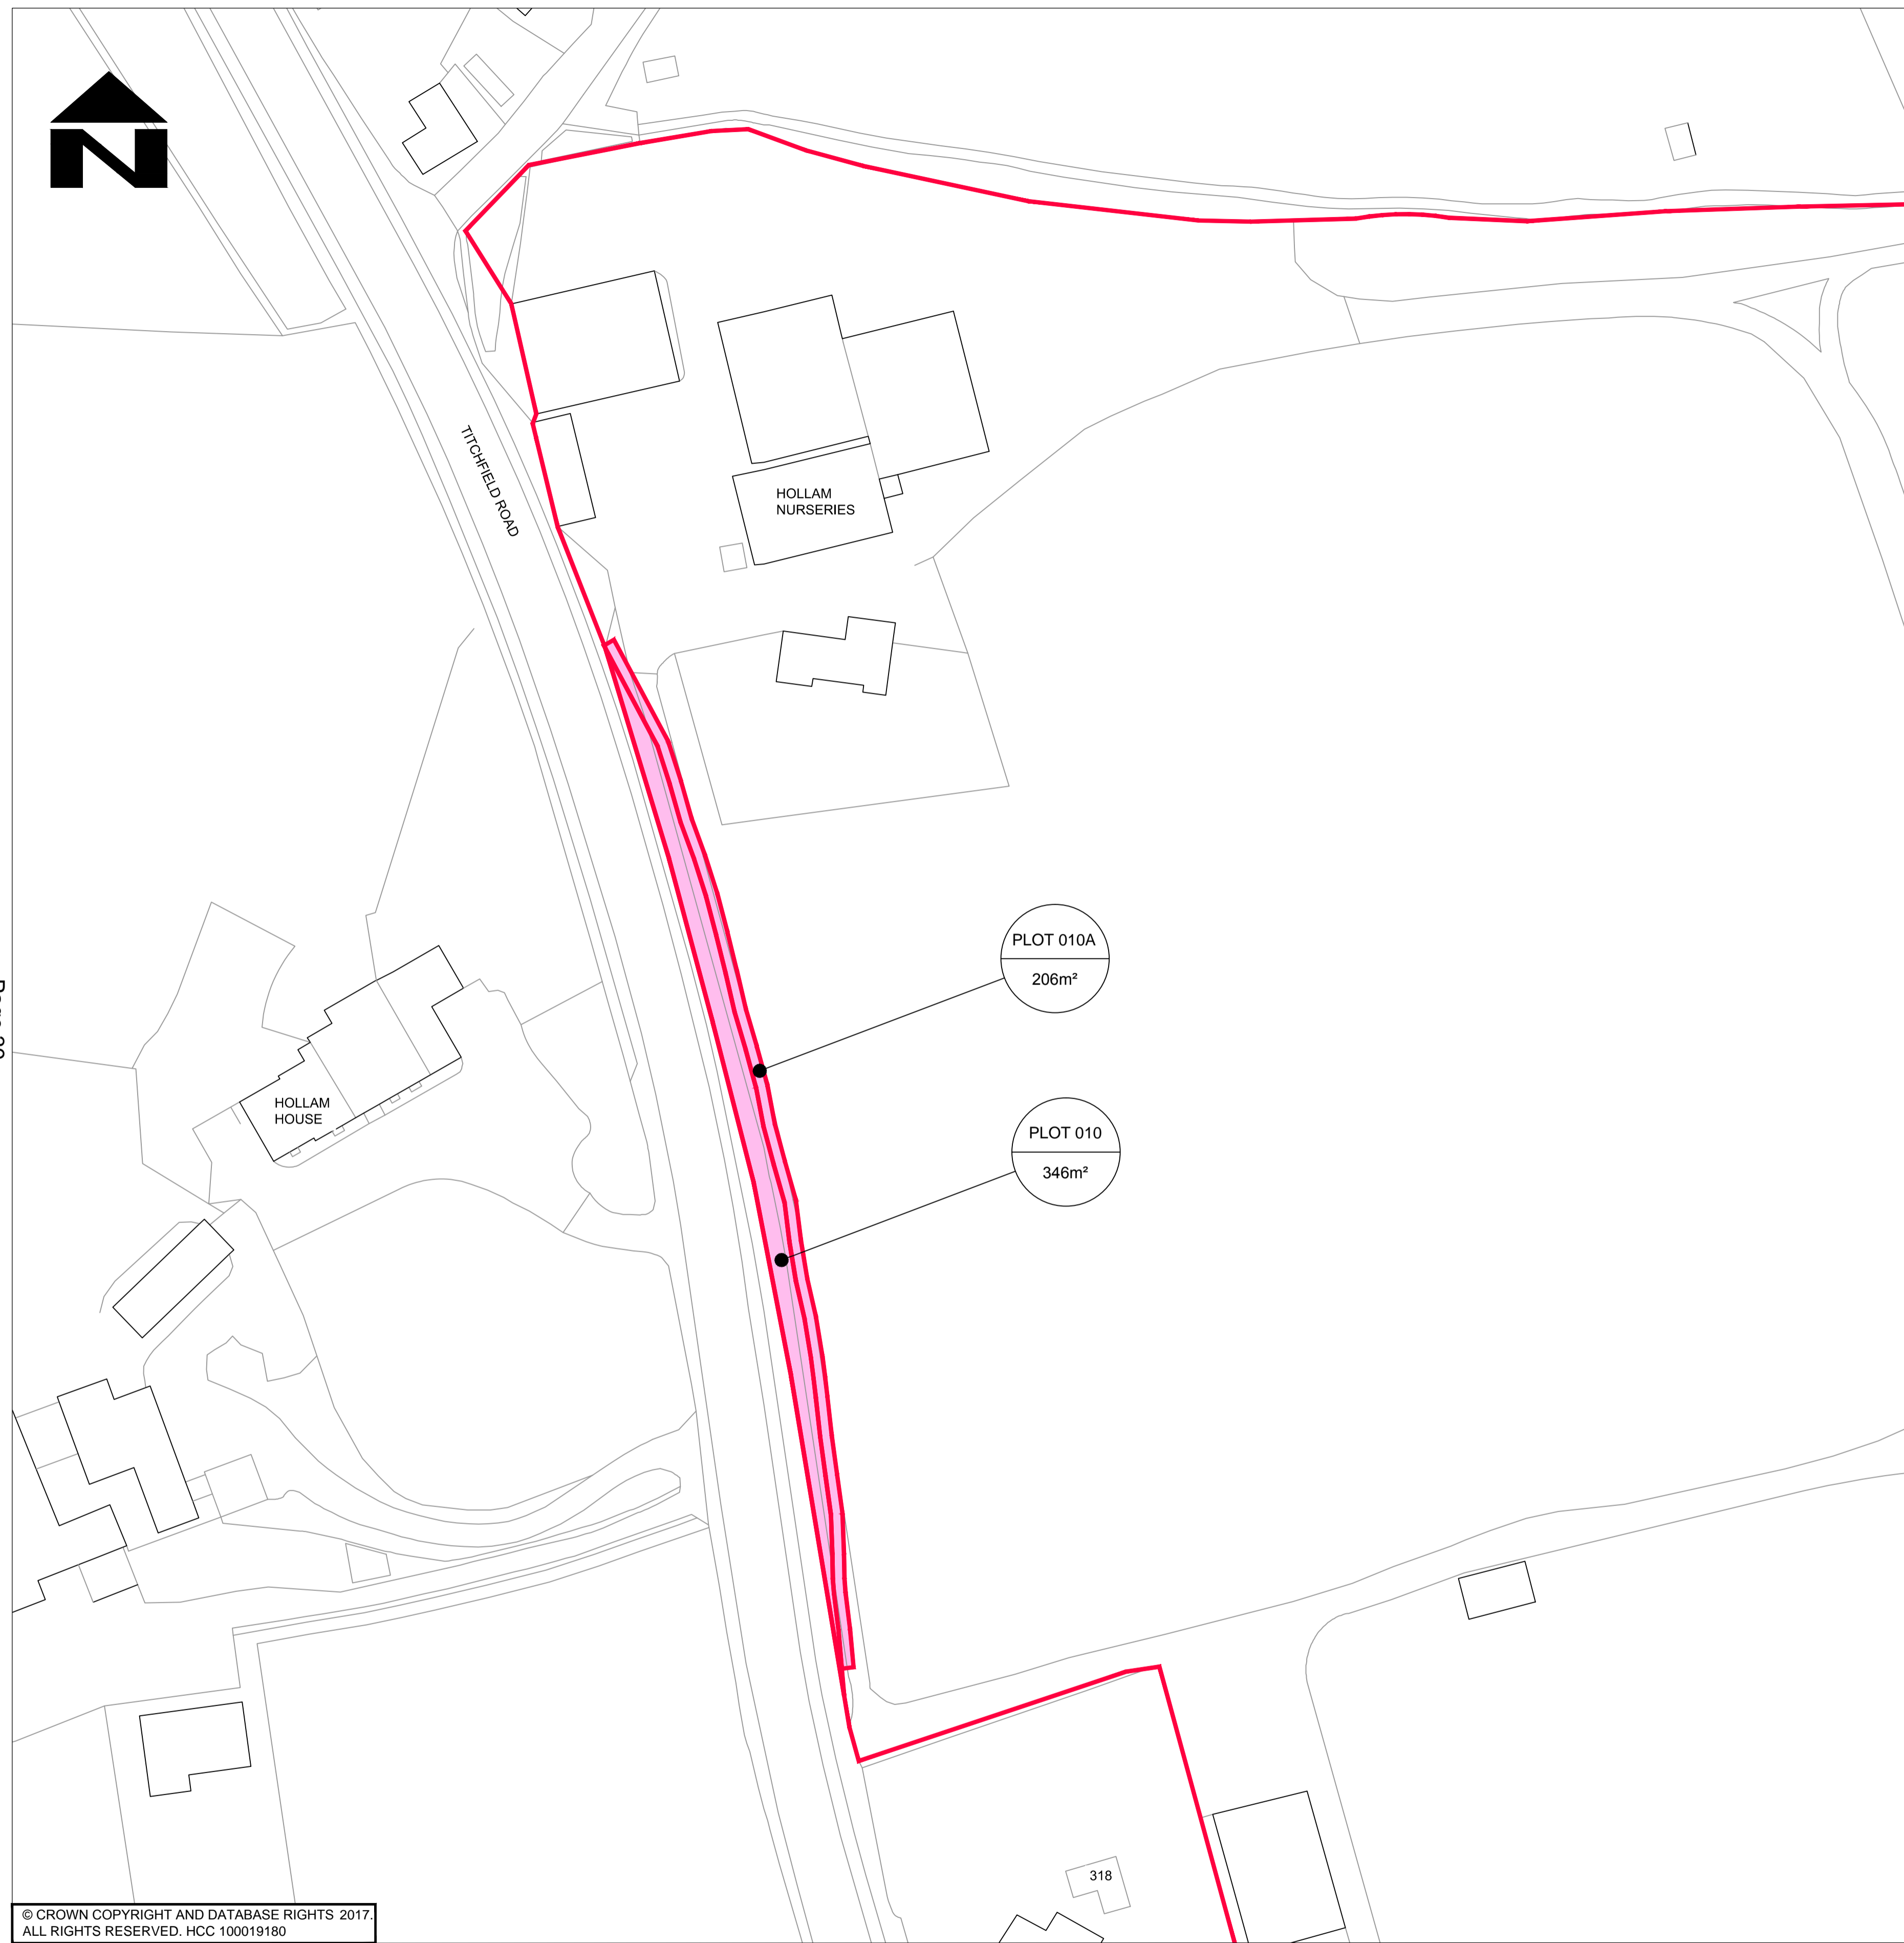 N
TITCHFIELD ROAD
HOLLAM
NURSERIES
PLOT 010A
206m²
PLOT 010
346m²
HOLLAM
HOUSE
318
© CROWN COPYRIGHT AND DATABASE RIGHTS 2017.
ALL RIGHTS RESERVED. HCC 100019180